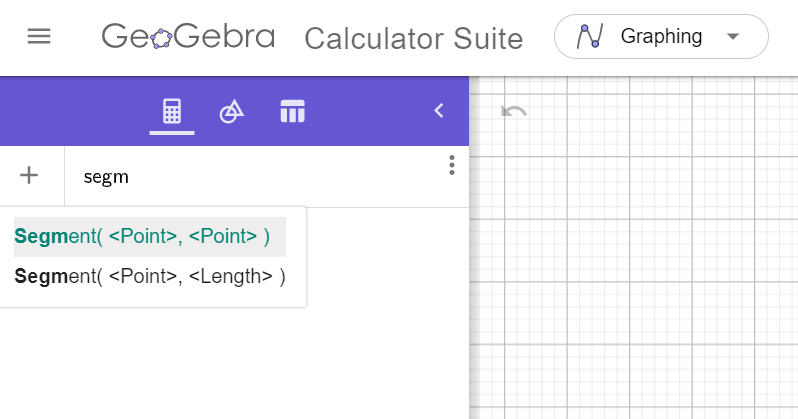 GeoGebra Calculator Suite Graphing
segm
Segment( <Point>, <Point> )
Segment( <Point>, <Length> )